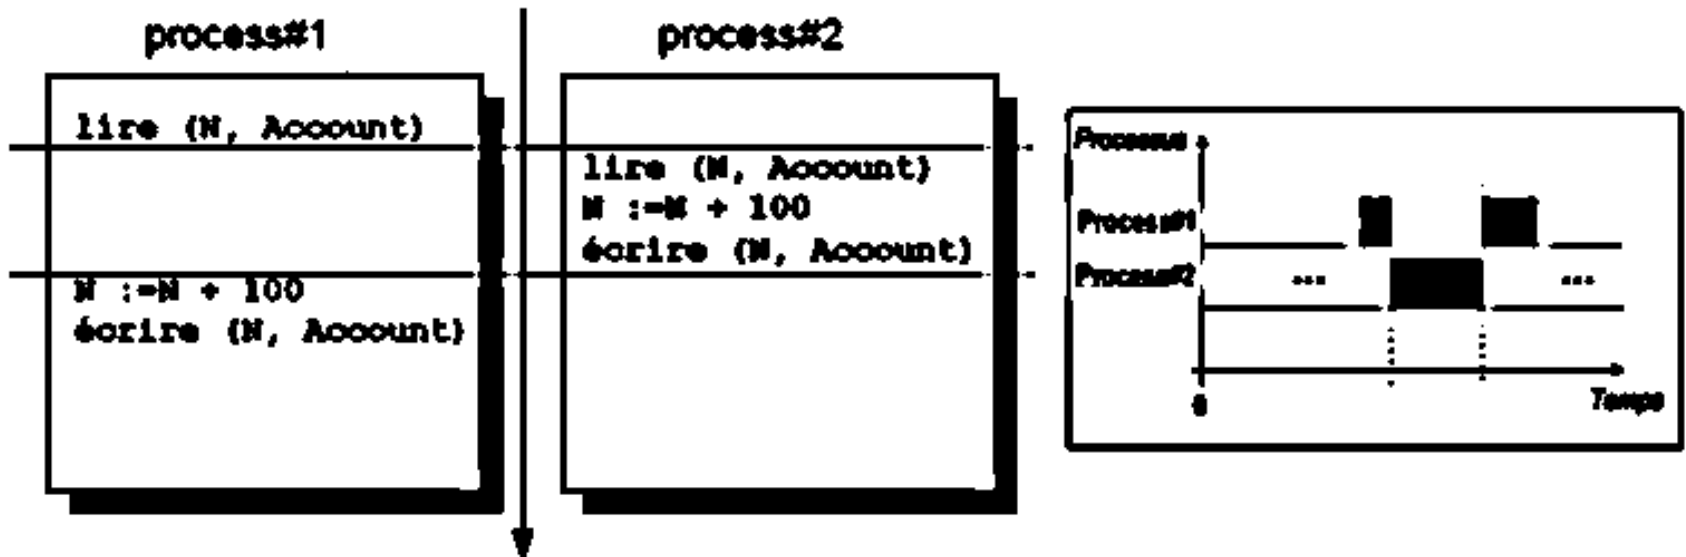 process#1
lire (N, Account)
N :=N + 100
écrire (N, Account)
process#2
lire (N, Account)
N :=N + 100
écrire (N, Account)
Processus
Process#1
Process#2
...
...
0
Temps